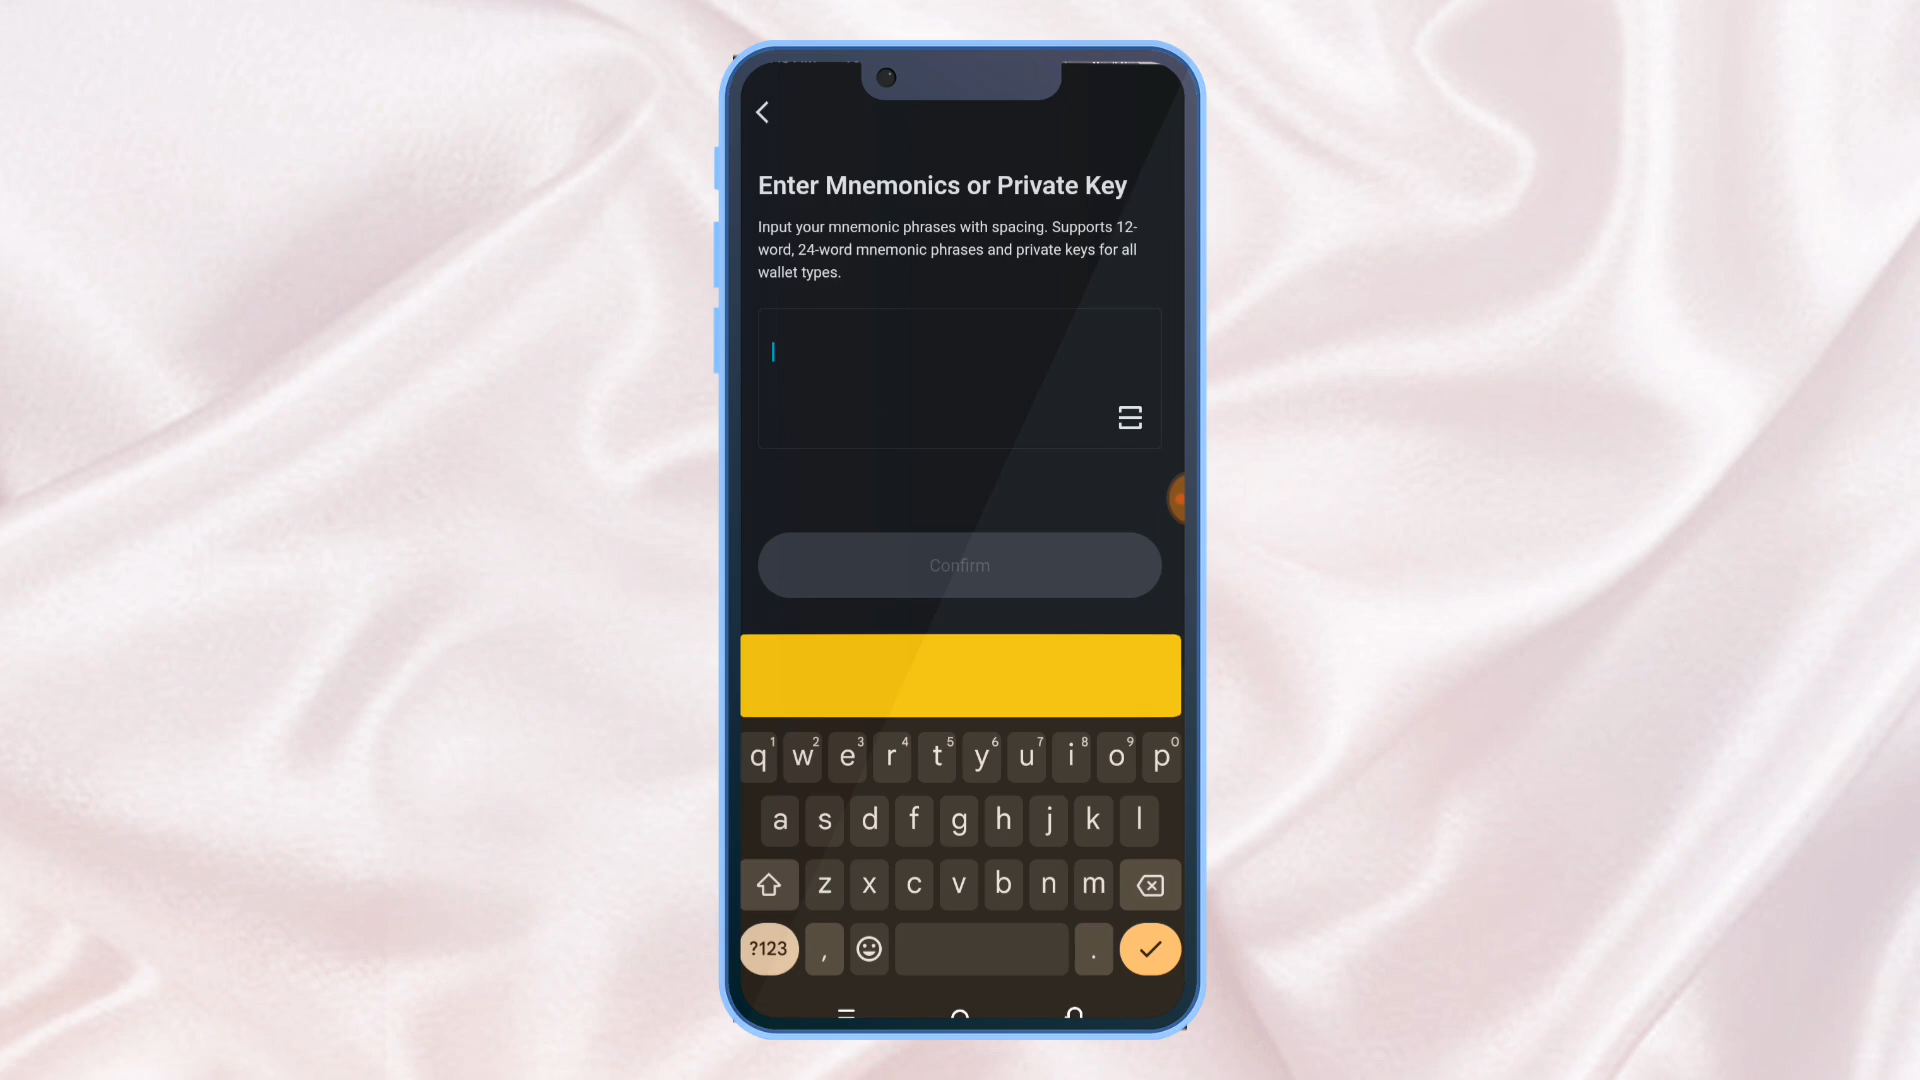 Enter Mnemonics or Private Key
Input your mnemonic phrases with spacing. Supports 12-
word, 24-word mnemonic phrases and private keys for all
wallet types.
Confirm
q1 w2 e3 r4 t5 y6 u7 i8 o9 p0
a s d f g h j k l
z x c v b n m
?123 , .